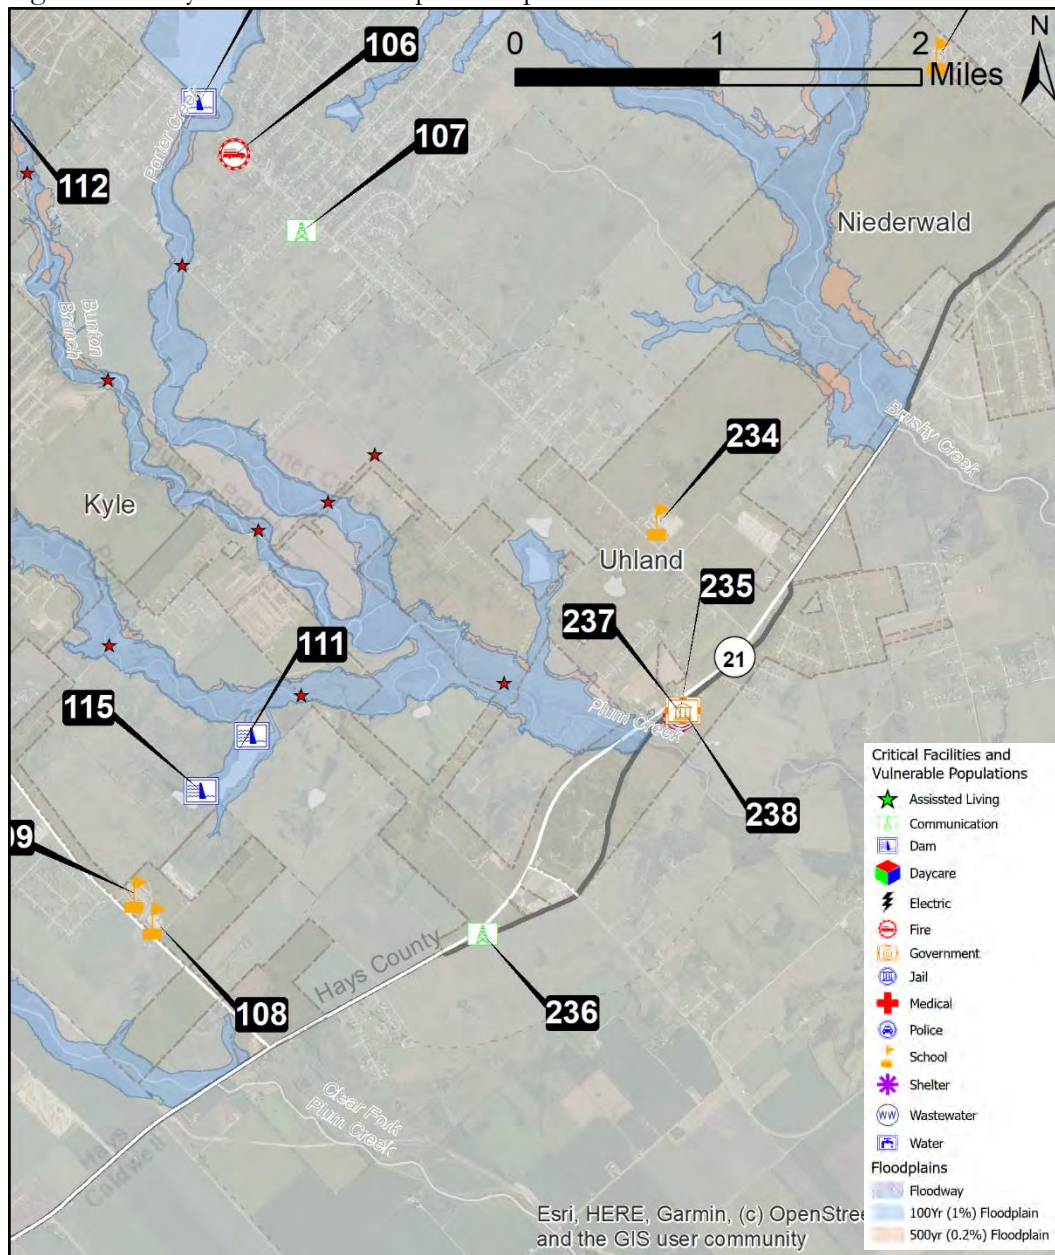 106
0 1 2
Miles
N
107
112
Porter Creek
Niederwald
Bunton
Branch
234
Brushy Creek
Kyle
Uhland
235
237
111
21
115
Plum Creek
238
09
Hays County
108
236
Clear Fork
Plum Creek
Hays
Caldwell
Critical Facilities and
Vulnerable Populations
Assissted Living
Communication
Dam
Daycare
Electric
Fire
Government
Jail
Medical
Police
School
Shelter
WW Wastewater
Water
Floodplains
Floodway
100Yr (1%) Floodplain
500yr (0.2%) Floodplain
Esri, HERE, Garmin, (c) OpenStree
and the GIS user community